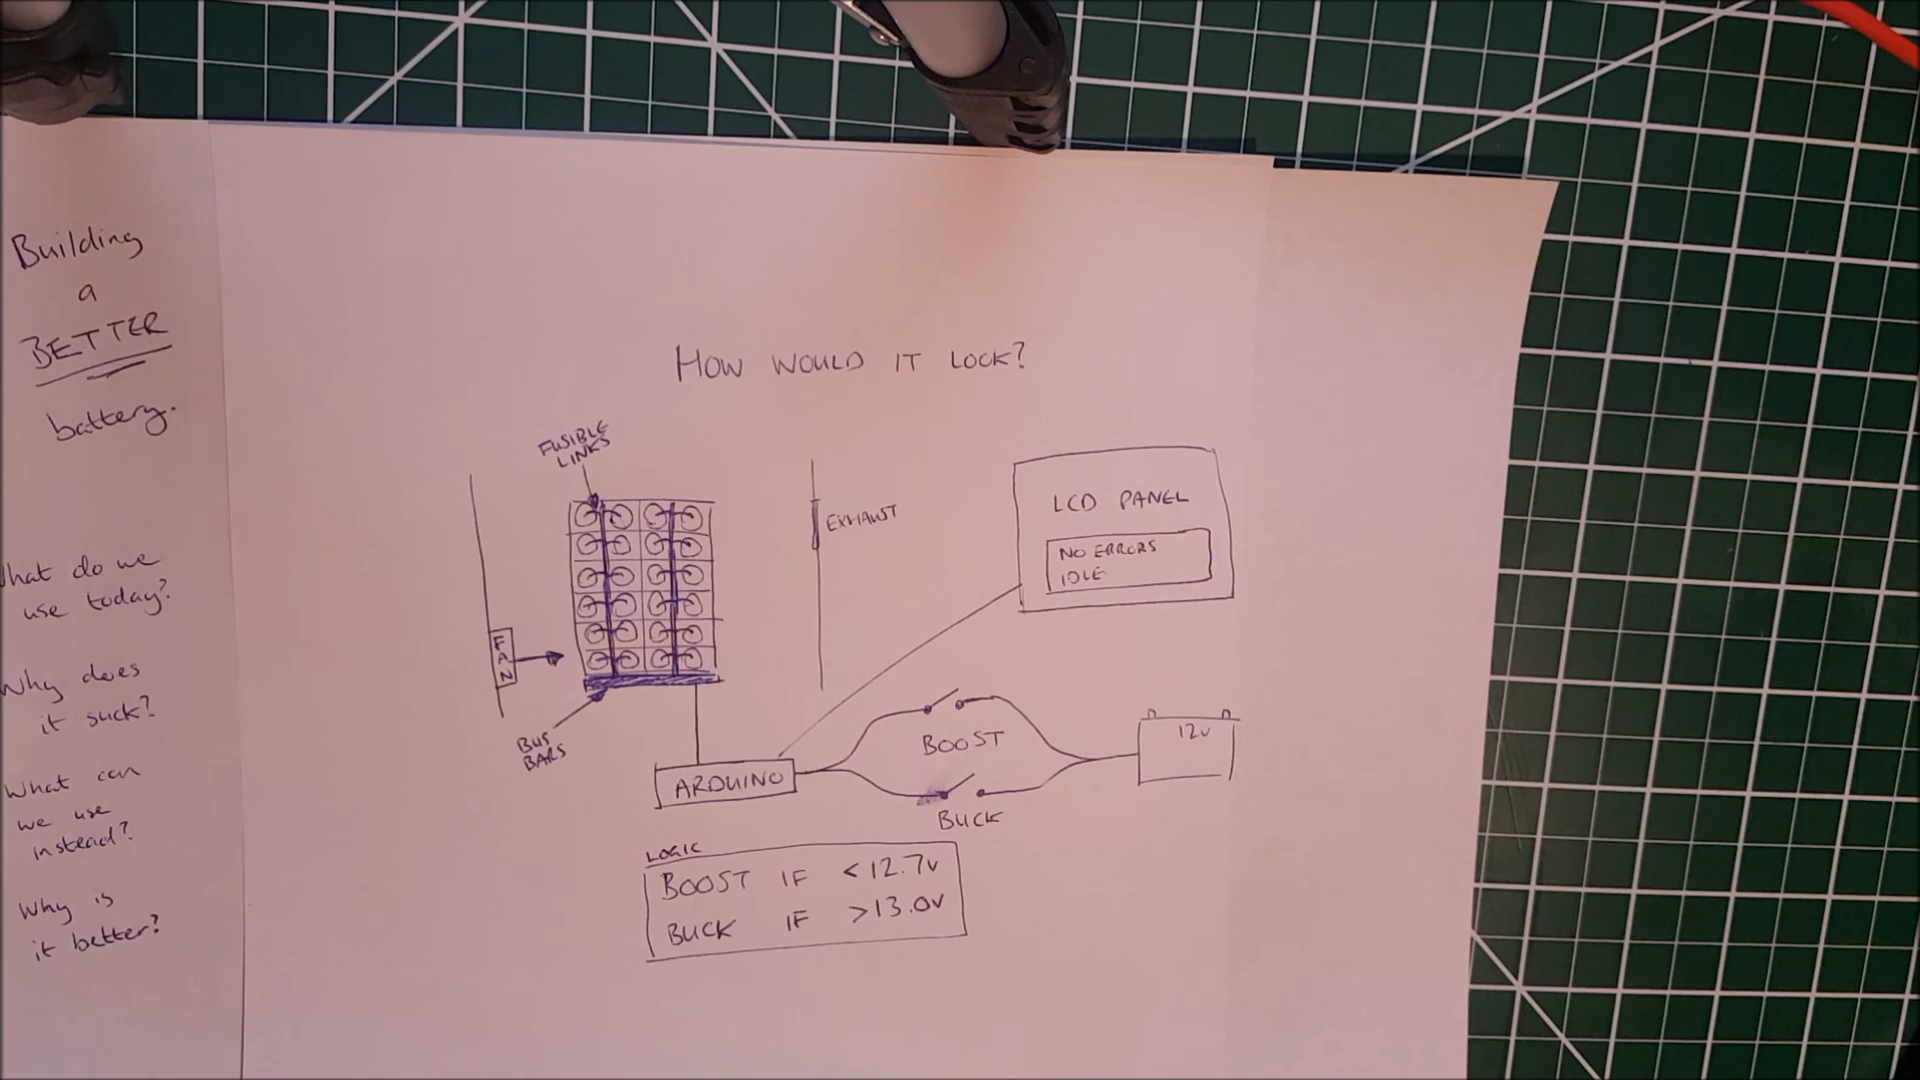 Building
a
BETTER
battery.
What do we
use today?
Why does
it suck?
What can
we use
instead?
Why is
it better?
HOW WOULD IT LOOK?
FUSIBLE
LINKS
EXHAUST
FAN
BUS
BARS
LCD PANEL
NO ERRORS
IDLE
ARDUINO
BOOST
BUCK
12V
LOGIC
BOOST IF <12.7V
BUCK IF >13.0V